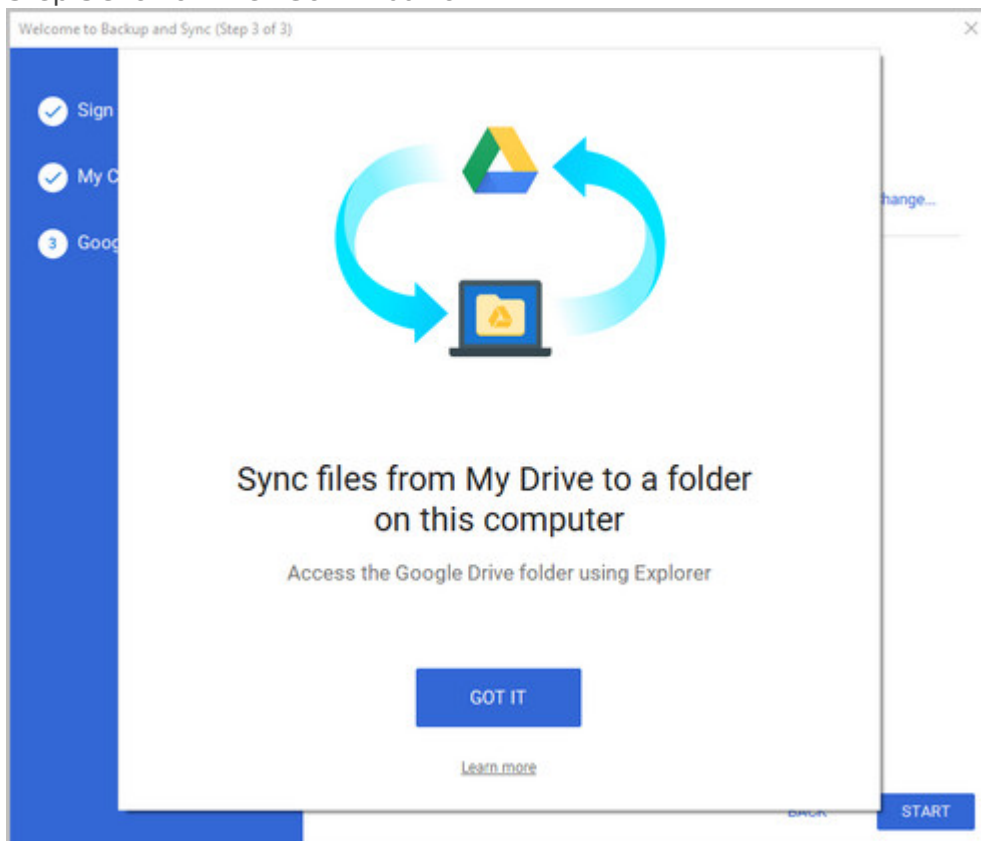 Welcome to Backup and Sync (Step 3 of 3)
Sign
My C
hange...
3 Goog
Sync files from My Drive to a folder
on this computer
Access the Google Drive folder using Explorer
GOT IT
Learn more
START